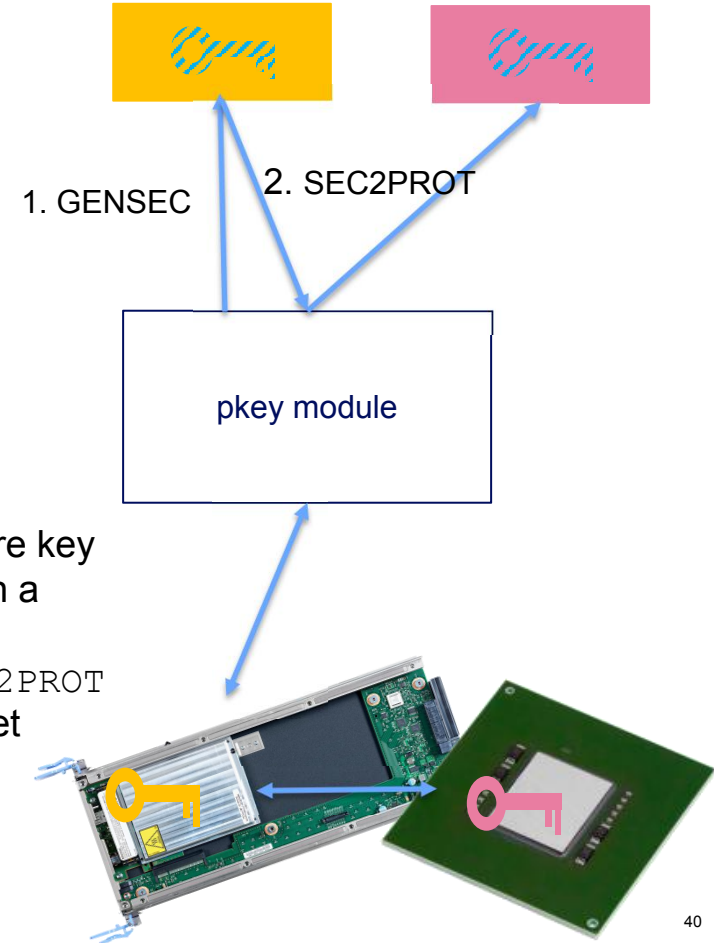 2. SEC2PROT
1. GENSEC
pkey module
re key
n a
2PROT
et
40